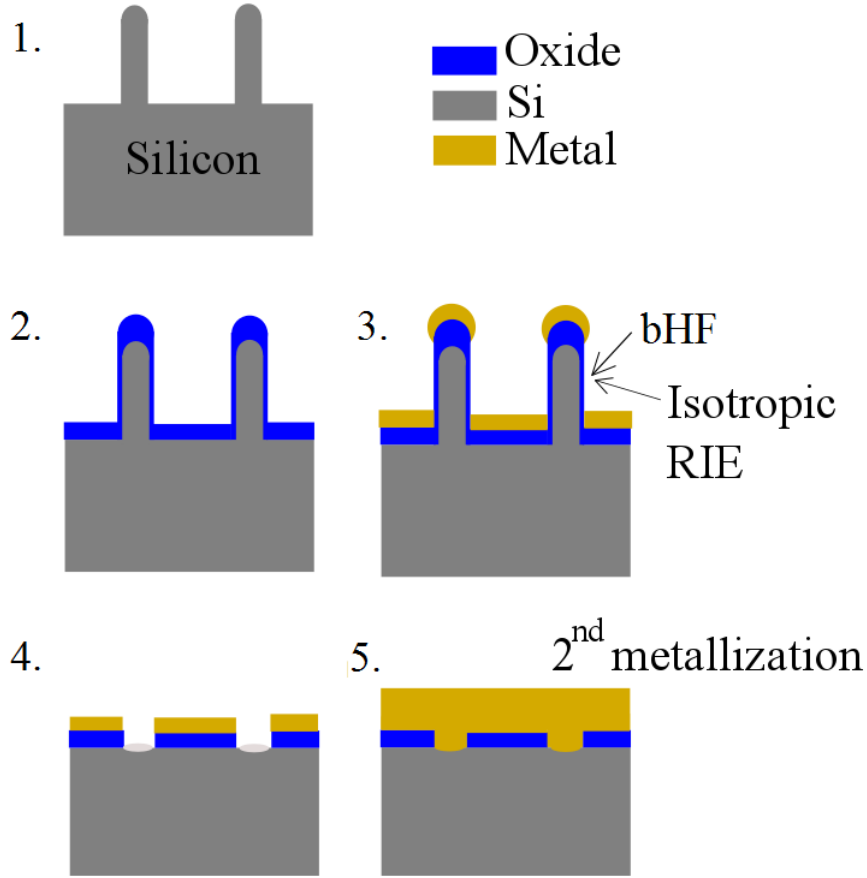 1.
Oxide
Si
Metal
Silicon
2.
3.
bHF
Isotropic
RIE
4.
5.
2nd metallization